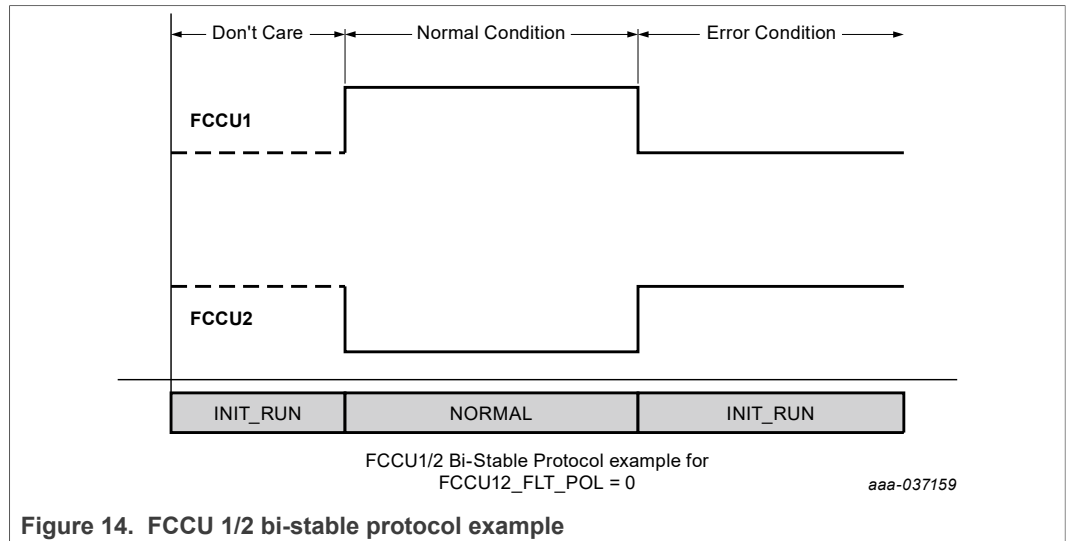 Don't Care
Normal Condition
Error Condition
FCCU1
FCCU2
INIT_RUN
NORMAL
INIT_RUN
FCCU1/2 Bi-Stable Protocol example for
FCCU12_FLT_POL = 0
aaa-037159
Figure 14. FCCU 1/2 bi-stable protocol example